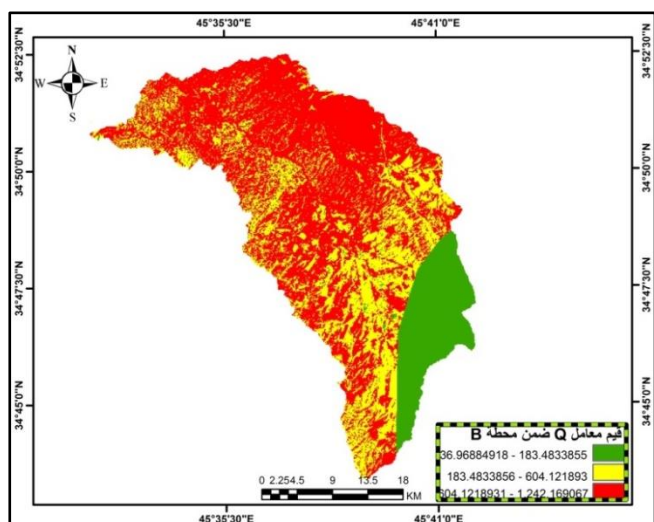 45°35'30"E 45°41'0"E
34°52'30"N 34°52'30"N
N
W E
S
34°50'0"N 34°50'0"N
34°47'30"N 34°47'30"N
34°45'0"N 34°45'0"N
قيم معامل Q ضمن محطة B
36.96884918 - 183.4833855
183.4833856 - 604.121893
604.1218931 - 1,242.169067
0 2.254.5 9 13.5 18
KM
45°35'30"E 45°41'0"E